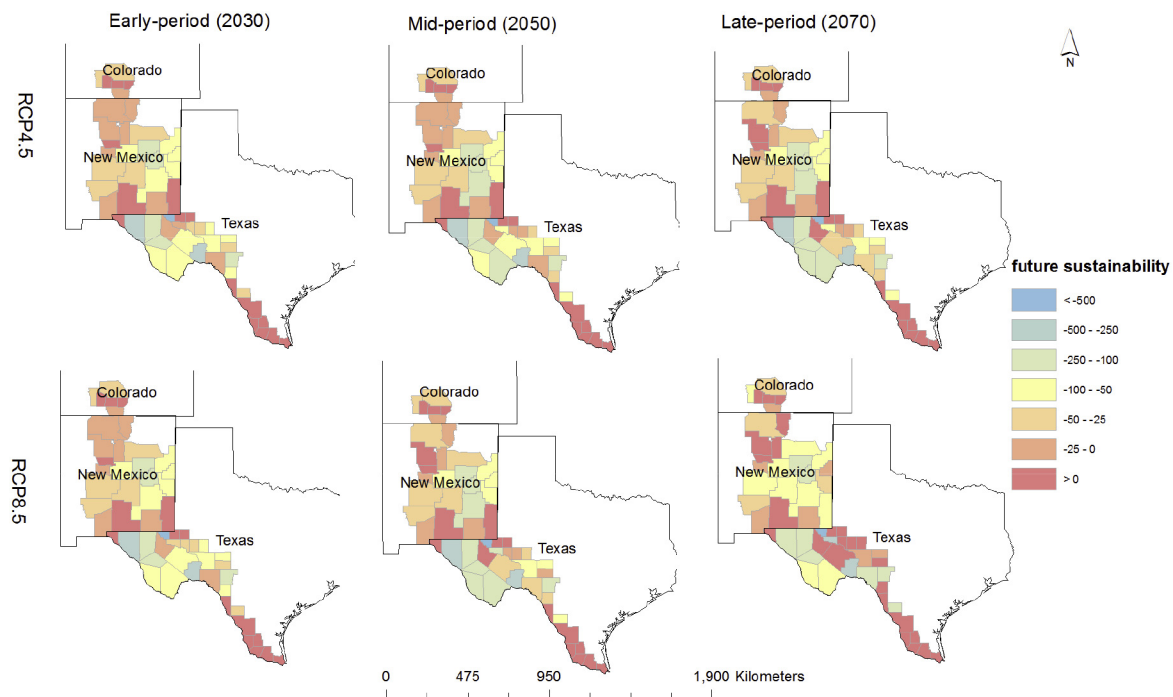 Early-period (2030)
Mid-period (2050)
Late-period (2070)
N
RCP4.5
Colorado
New Mexico
Texas
Colorado
New Mexico
Texas
Colorado
New Mexico
Texas
future sustainability
<-500
-500 - -250
-250 - -100
-100 - -50
-50 - -25
-25 - 0
> 0
RCP8.5
Colorado
New Mexico
Texas
Colorado
New Mexico
Texas
Colorado
New Mexico
Texas
0 475 950 1,900 Kilometers